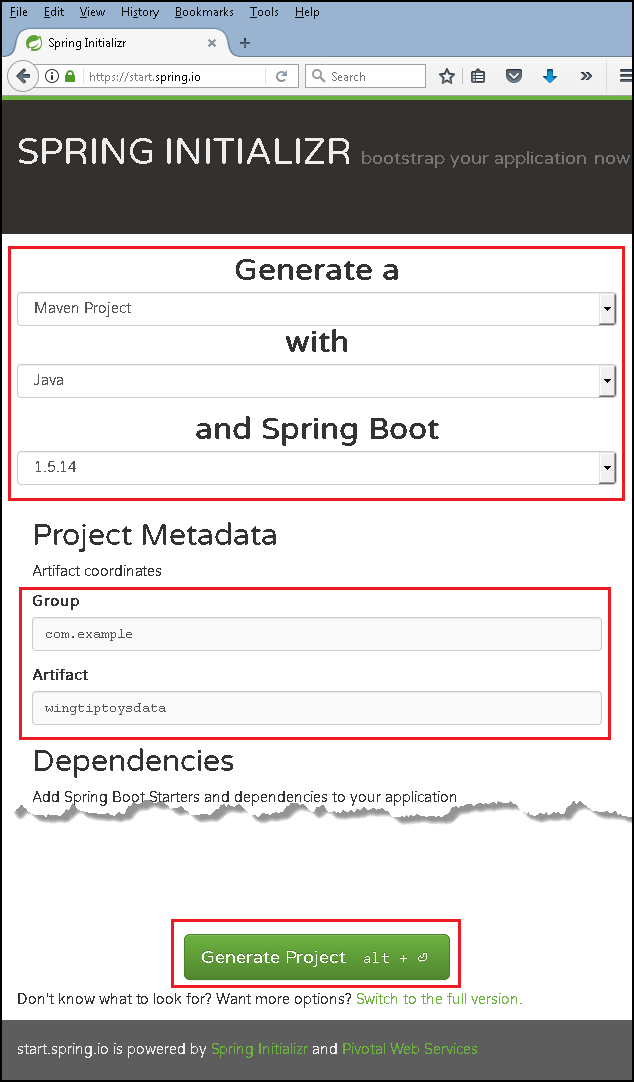 File Edit View History Bookmarks Tools Help
Spring Initializr
https://start.spring.io Search
SPRING INITIALIZR bootstrap your application now
Generate a
Maven Project
with
Java
and Spring Boot
1.5.14
Project Metadata
Artifact coordinates
Group
com.example
Artifact
wingtiptoysdata
Dependencies
Add Spring Boot Starters and dependencies to your application
Generate Project alt + ⏎
Don't know what to look for? Want more options? Switch to the full version.
start.spring.io is powered by Spring Initializr and Pivotal Web Services